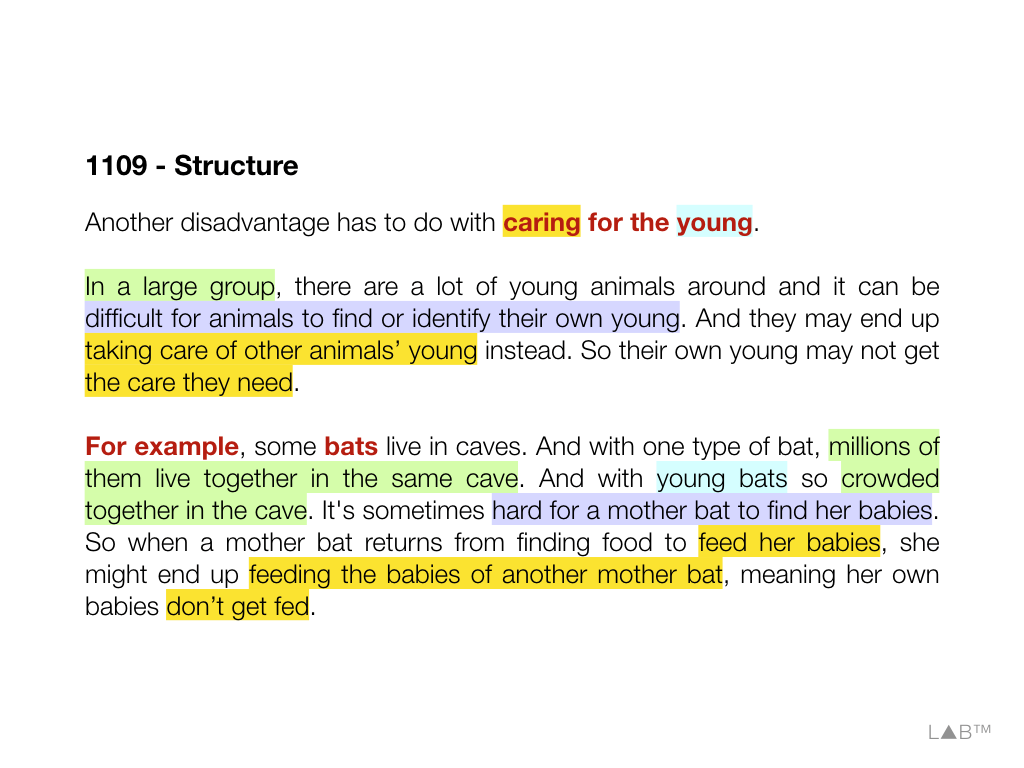 1109 - Structure
Another disadvantage has to do with caring for the young.
In a large group, there are a lot of young animals around and it can be
difficult for animals to find or identify their own young. And they may end up
taking care of other animals’ young instead. So their own young may not get
the care they need.
For example, some bats live in caves. And with one type of bat, millions of
them live together in the same cave. And with young bats so crowded
together in the cave. It's sometimes hard for a mother bat to find her babies.
So when a mother bat returns from finding food to feed her babies, she
might end up feeding the babies of another mother bat, meaning her own
babies don’t get fed.
L▲B™